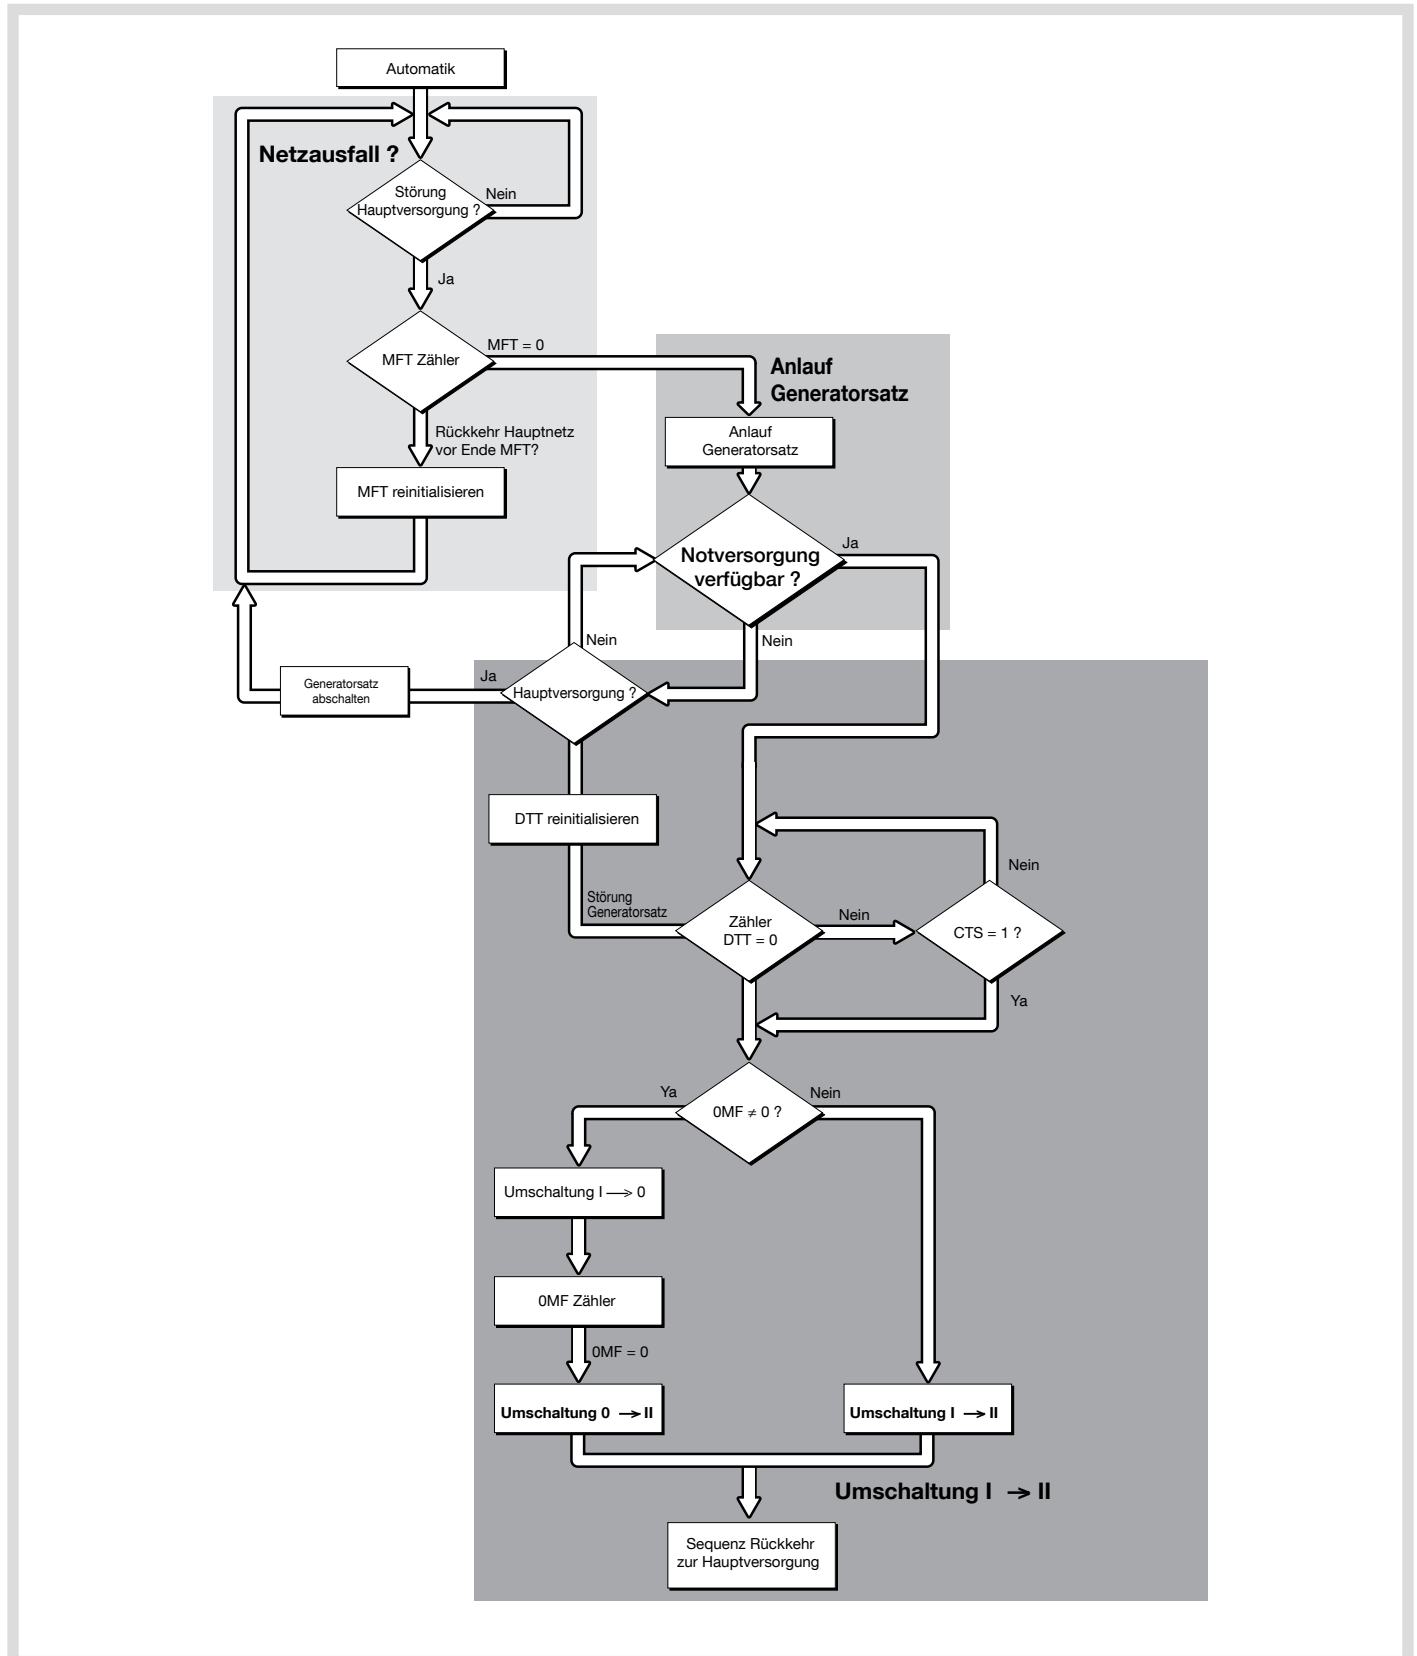 Automatik
Netzausfall ?
Störung
Hauptversorgung ?
Nein
Ja
MFT Zähler
MFT = 0
Rückkehr Hauptnetz
vor Ende MFT?
MFT reinitialisieren
Anlauf
Generatorsatz
Anlauf
Generatorsatz
Notversorgung
verfügbar ?
Ja
Nein
Nein
Ja
Hauptversorgung ?
Generatorsatz
abschalten
DTT reinitialisieren
Störung
Generatorsatz
Zähler
DTT = 0
Nein
CTS = 1 ?
Nein
Ya
Ya
0MF ≠ 0 ?
Nein
Umschaltung I → 0
0MF Zähler
0MF = 0
Umschaltung 0 → II
Umschaltung I → II
Umschaltung I → II
Sequenz Rückkehr
zur Hauptversorgung